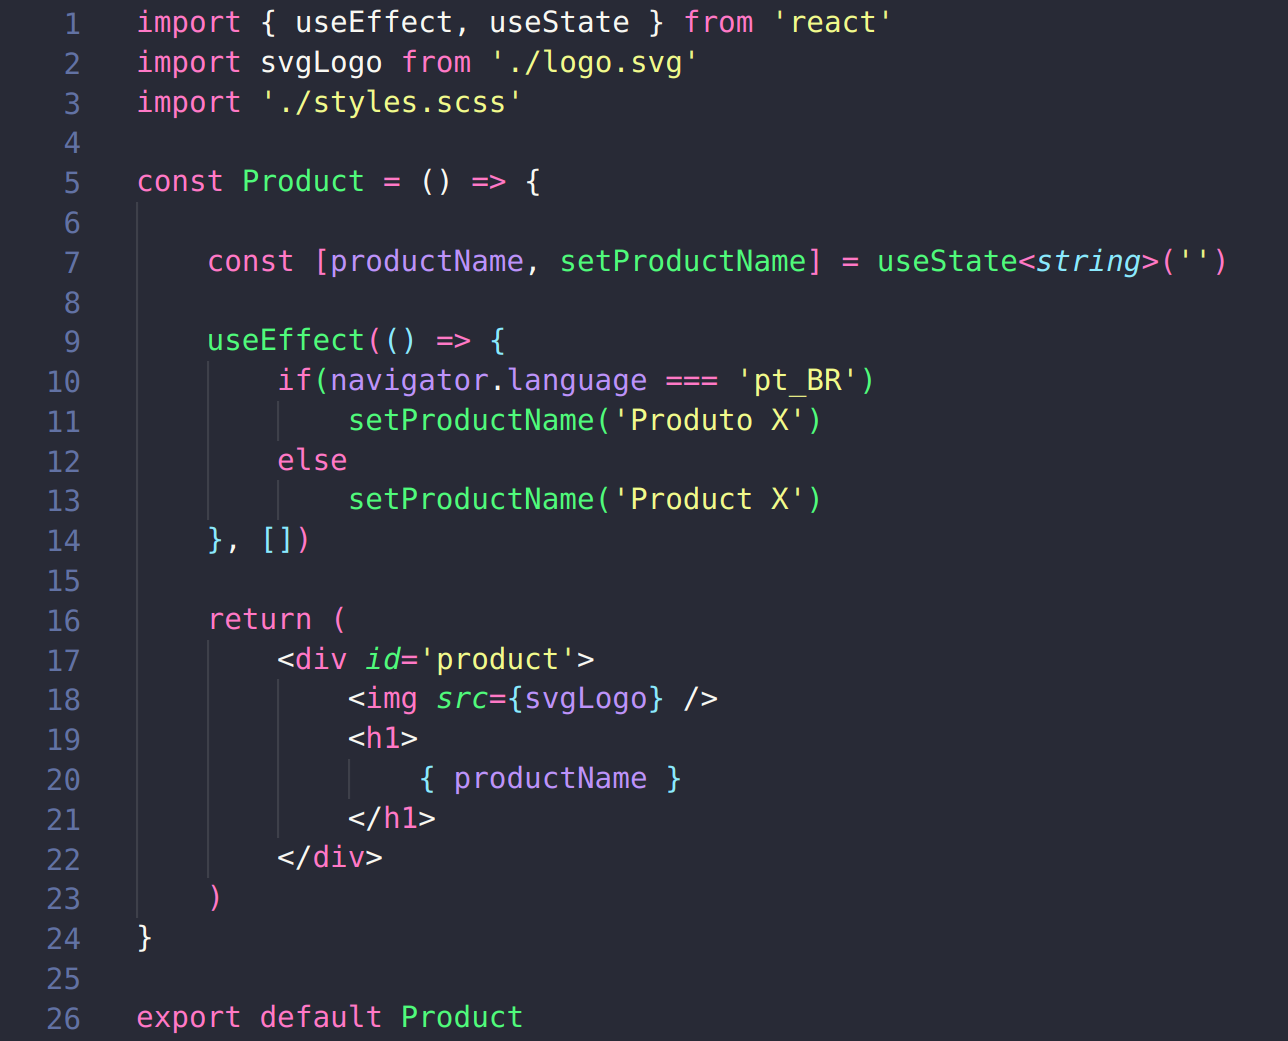 1 import { useEffect, useState } from 'react'
2 import svgLogo from './logo.svg'
3 import './styles.scss'
4
5 const Product = () => {
6
7     const [productName, setProductName] = useState<string>('')
8
9     useEffect(() => {
10         if(navigator.language === 'pt_BR')
11             setProductName('Produto X')
12         else
13             setProductName('Product X')
14     }, [])
15
16     return (
17         <div id='product'>
18             <img src={svgLogo} />
19             <h1>
20                 { productName }
21             </h1>
22         </div>
23     )
24 }
25
26 export default Product